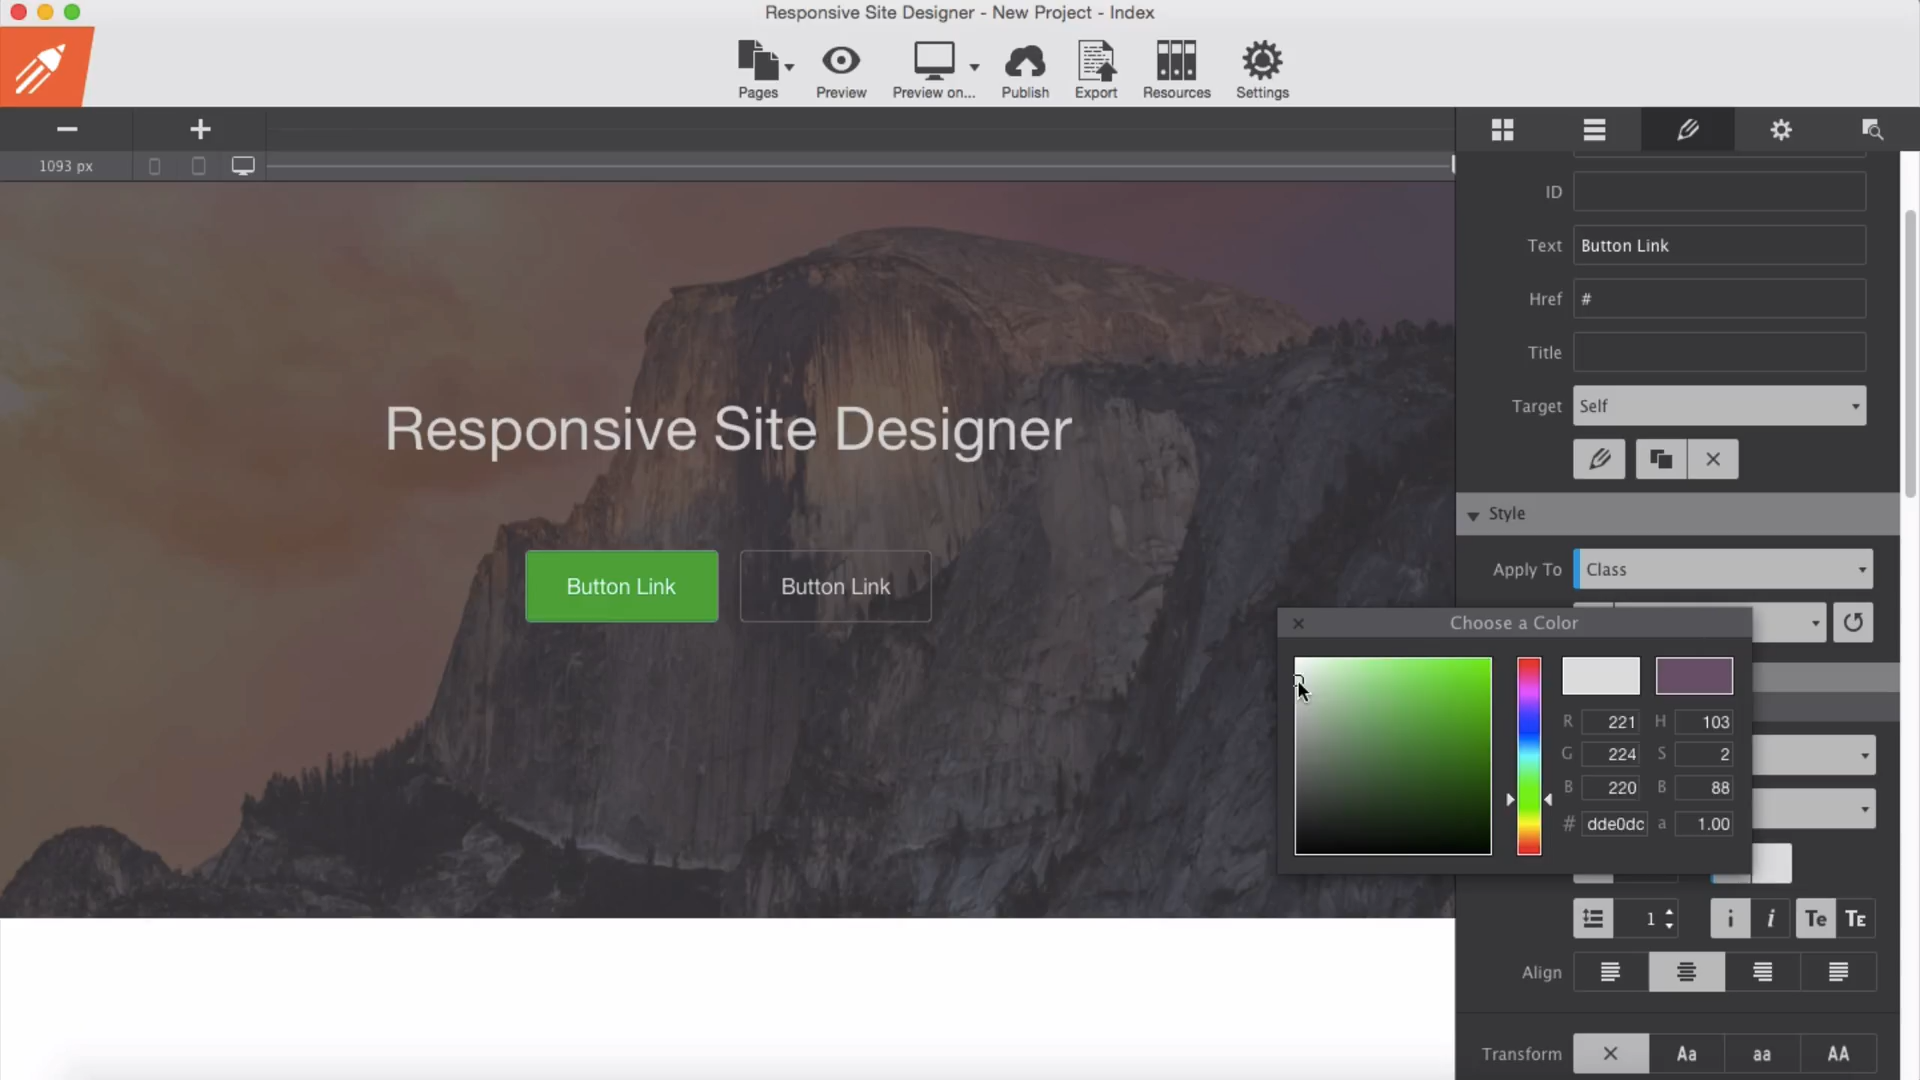 Responsive Site Designer - New Project - Index
Pages
Preview
Preview on...
Publish
Export
Resources
Settings
1093 px
ID
Text Button Link
Href #
Title
Target Self
Style
Apply To Class
Responsive Site Designer
Button Link
Button Link
Choose a Color
R 221 H 103
G 224 S 2
B 220 B 88
# dde0dc a 1.00
1 i i Te TE
Align
Transform Aa aa AA